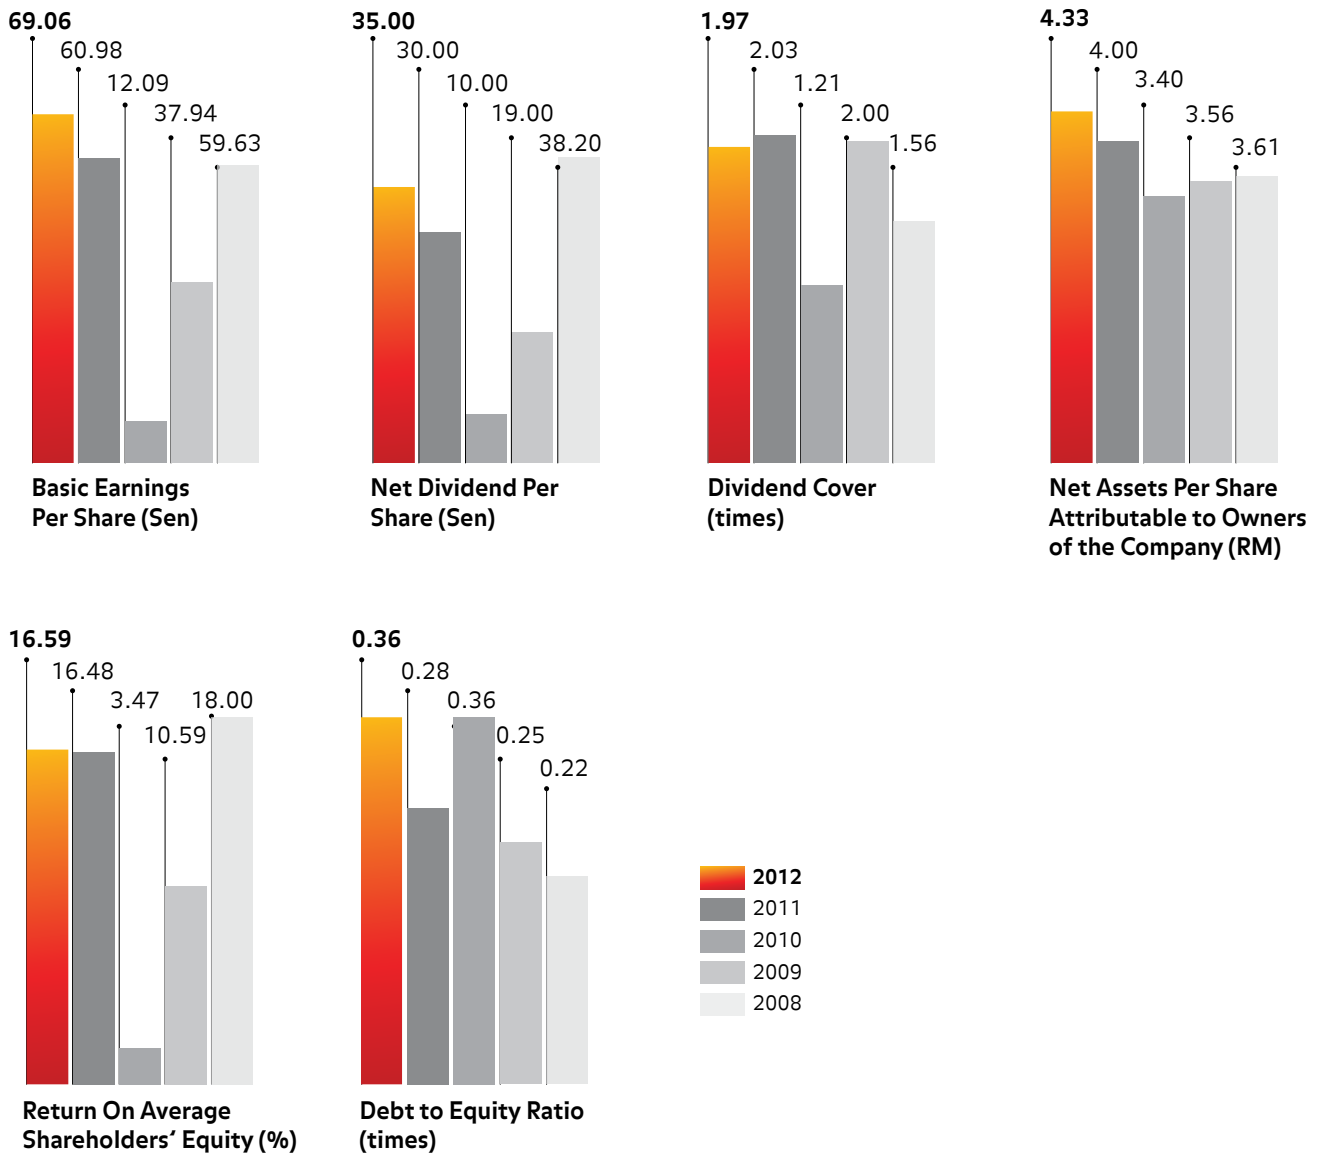 69.06
60.98
12.09
37.94
59.63
Basic Earnings
Per Share (Sen)
35.00
30.00
10.00
19.00
38.20
Net Dividend Per
Share (Sen)
1.97
2.03
1.21
2.00
1.56
Dividend Cover
(times)
4.33
4.00
3.40
3.56
3.61
Net Assets Per Share
Attributable to Owners
of the Company (RM)
16.59
16.48
3.47
10.59
18.00
Return On Average
Shareholders’ Equity (%)
0.36
0.28
0.36
0.25
0.22
Debt to Equity Ratio
(times)
2012
2011
2010
2009
2008